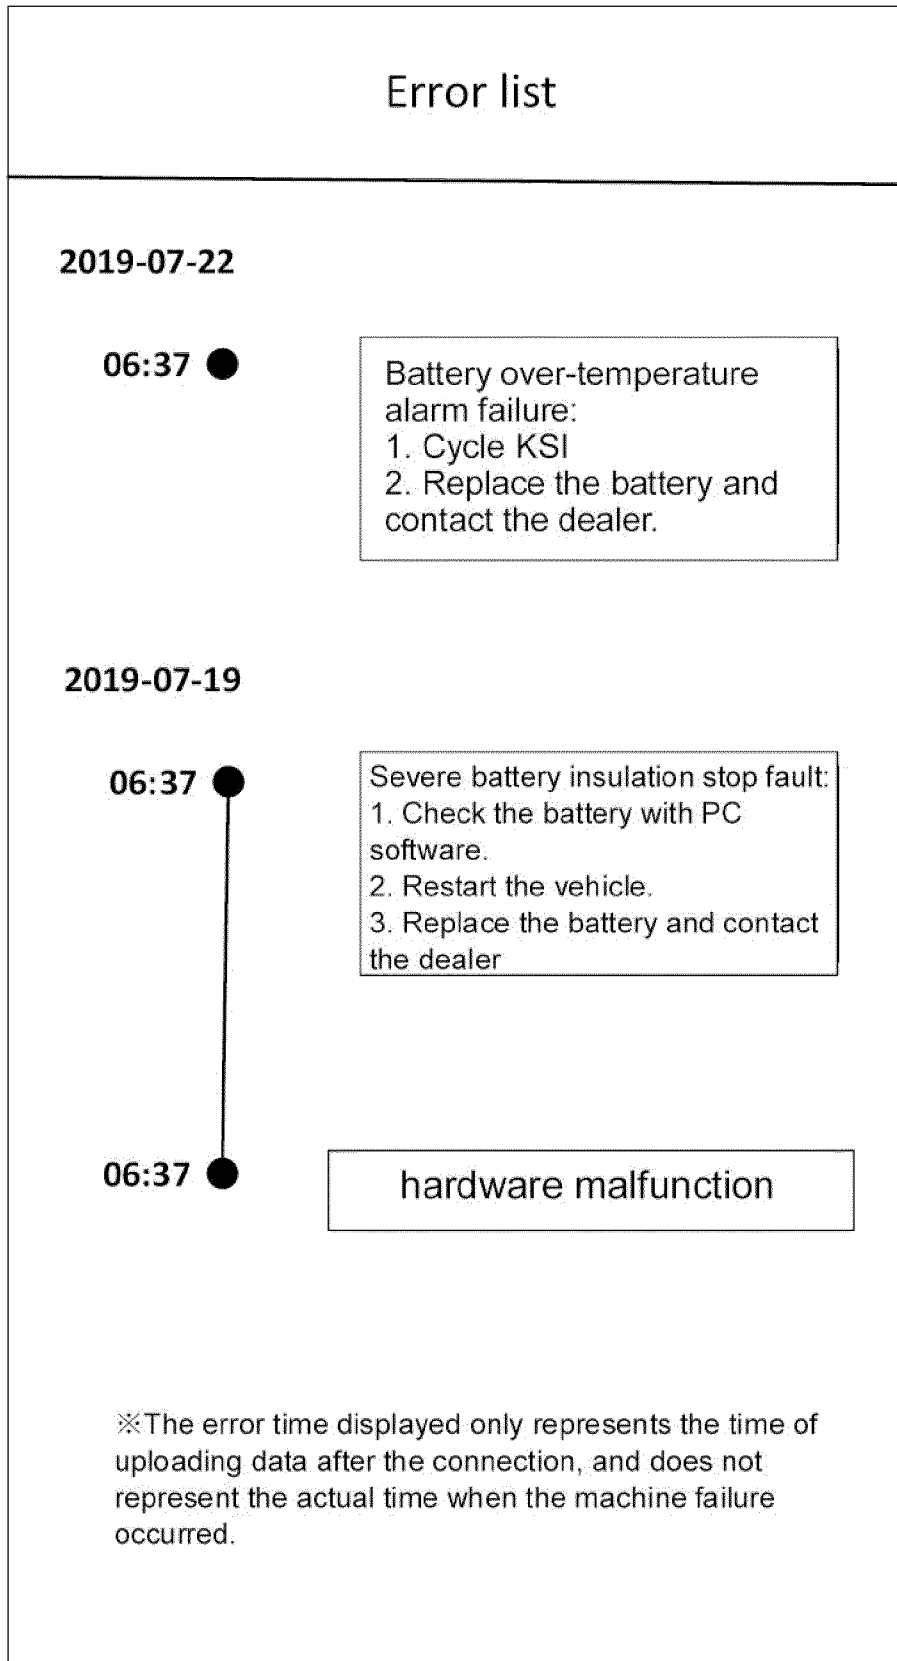 Error list
2019-07-22
06:37
Battery over-temperature
alarm failure:
1. Cycle KSI
2. Replace the battery and
contact the dealer.
2019-07-19
06:37
Severe battery insulation stop fault:
1. Check the battery with PC
software.
2. Restart the vehicle.
3. Replace the battery and contact
the dealer
06:37
hardware malfunction
※The error time displayed only represents the time of
uploading data after the connection, and does not
represent the actual time when the machine failure
occurred.